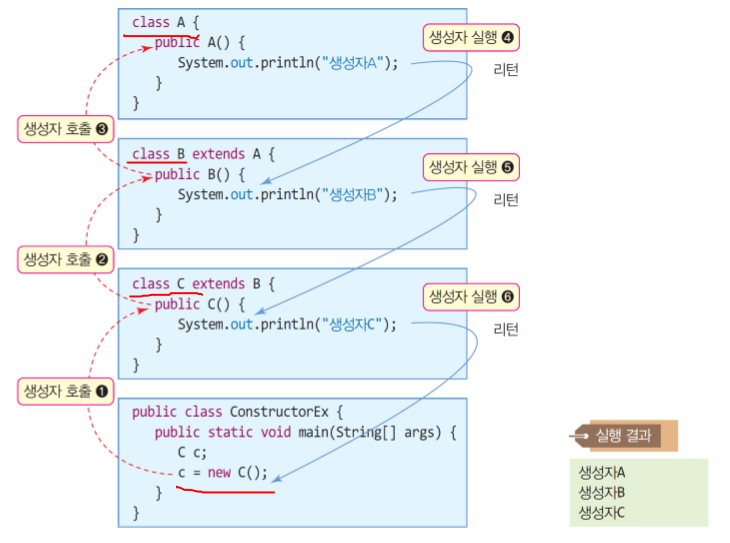 class A {
public A() {
System.out.println("생성자A");
}
}
생성자 실행 ❹
리턴
생성자 호출 ❸
class B extends A {
public B() {
System.out.println("생성자B");
}
}
생성자 실행 ❺
리턴
생성자 호출 ❷
class C extends B {
public C() {
System.out.println("생성자C");
}
}
생성자 실행 ❻
리턴
생성자 호출 ❶
public class ConstructorEx {
public static void main(String[] args) {
C c;
c = new C();
}
}
실행 결과
생성자A
생성자B
생성자C